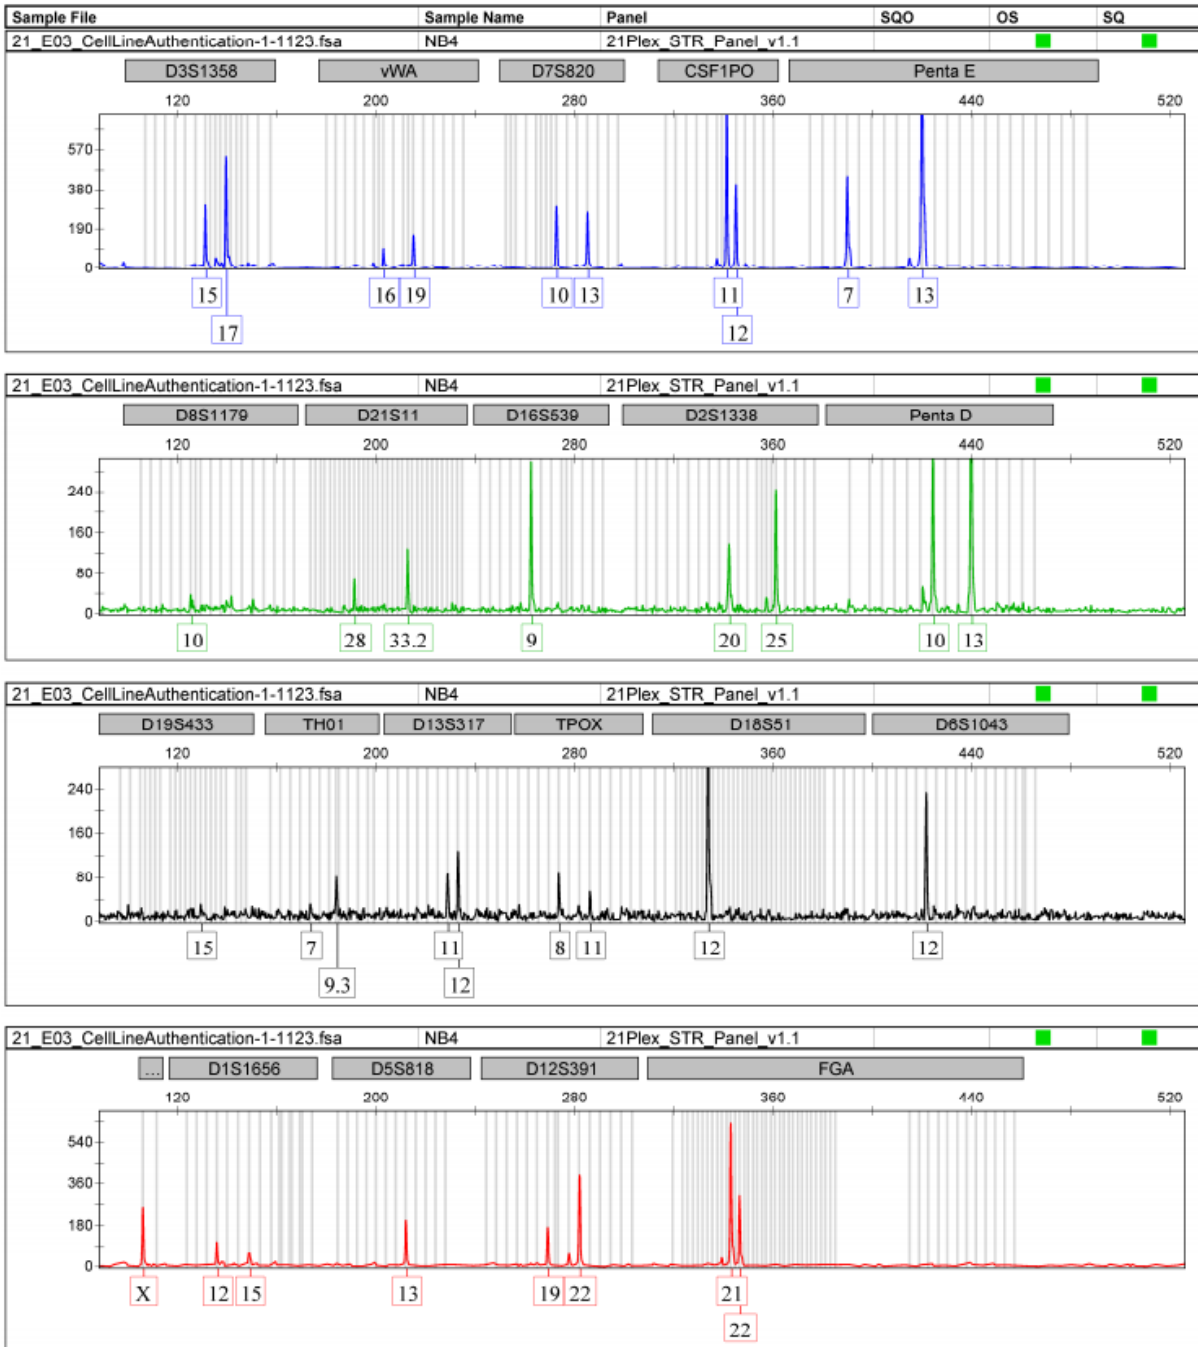 Sample File Sample Name Panel SQO OS SQ
21_E03_CellLineAuthentication-1-1123.fsa NB4 21Plex_STR_Panel_v1.1
D3S1358 vWA D7S820 CSF1PO Penta E
120 200 280 360 440 520
570
380
190
0
15 16 19 10 13 11 7 13
17 12
21_E03_CellLineAuthentication-1-1123.fsa NB4 21Plex_STR_Panel_v1.1
D8S1179 D21S11 D16S539 D2S1338 Penta D
120 200 280 360 440 520
240
160
80
0
10 28 33.2 9 20 25 10 13
21_E03_CellLineAuthentication-1-1123.fsa NB4 21Plex_STR_Panel_v1.1
D19S433 TH01 D13S317 TPOX D18S51 D6S1043
120 200 280 360 440 520
240
160
80
0
15 7 11 8 11 12 12
9.3 12
21_E03_CellLineAuthentication-1-1123.fsa NB4 21Plex_STR_Panel_v1.1
... D1S1656 D5S818 D12S391 FGA
120 200 280 360 440 520
540
360
180
0
X 12 15 13 19 22 21
22